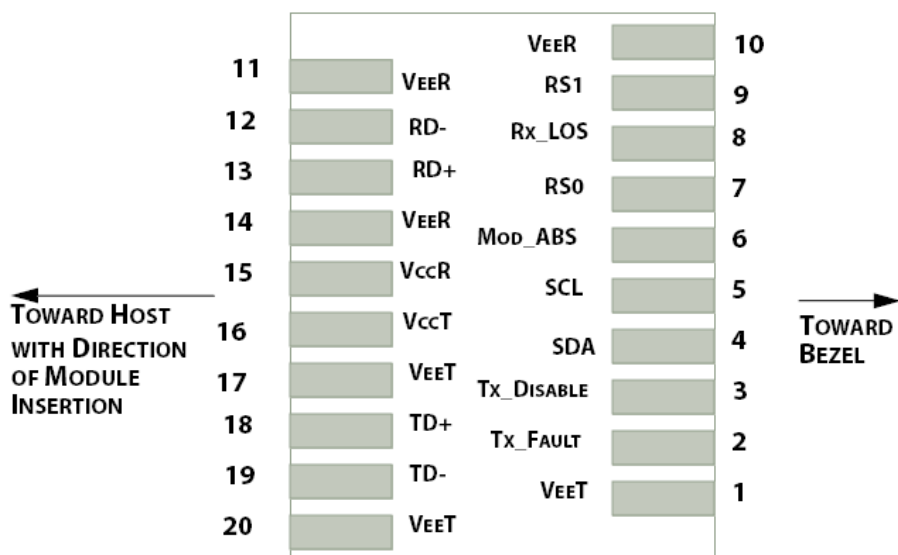 11 VEER
12 RD-
13 RD+
14 VEER
15 VCCR
16 VCCT
17 VEET
18 TD+
19 TD-
20 VEET
VEER 10
RS1 9
RX_LOS 8
RS0 7
MOD_ABS 6
SCL 5
SDA 4
TX_DISABLE 3
TX_FAULT 2
VEET 1
TOWARD HOST
WITH DIRECTION
OF MODULE
INSERTION
TOWARD
BEZEL